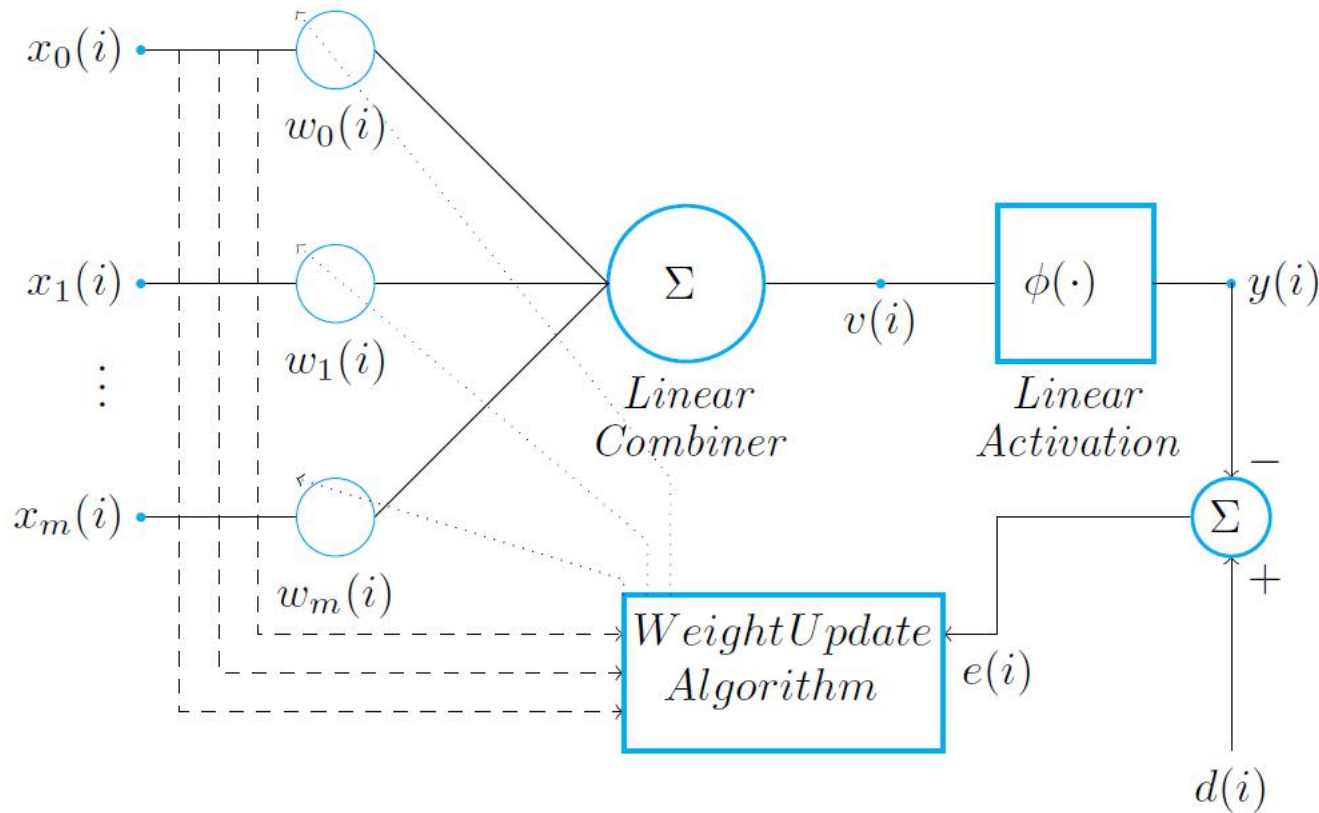 x₀(i)
w₀(i)
x₁(i)
w₁(i)
⋮
xₘ(i)
wₘ(i)
Σ
Linear
Combiner
v(i)
ϕ(·)
Linear
Activation
y(i)
−
Σ
+
WeightUpdate
Algorithm
e(i)
d(i)